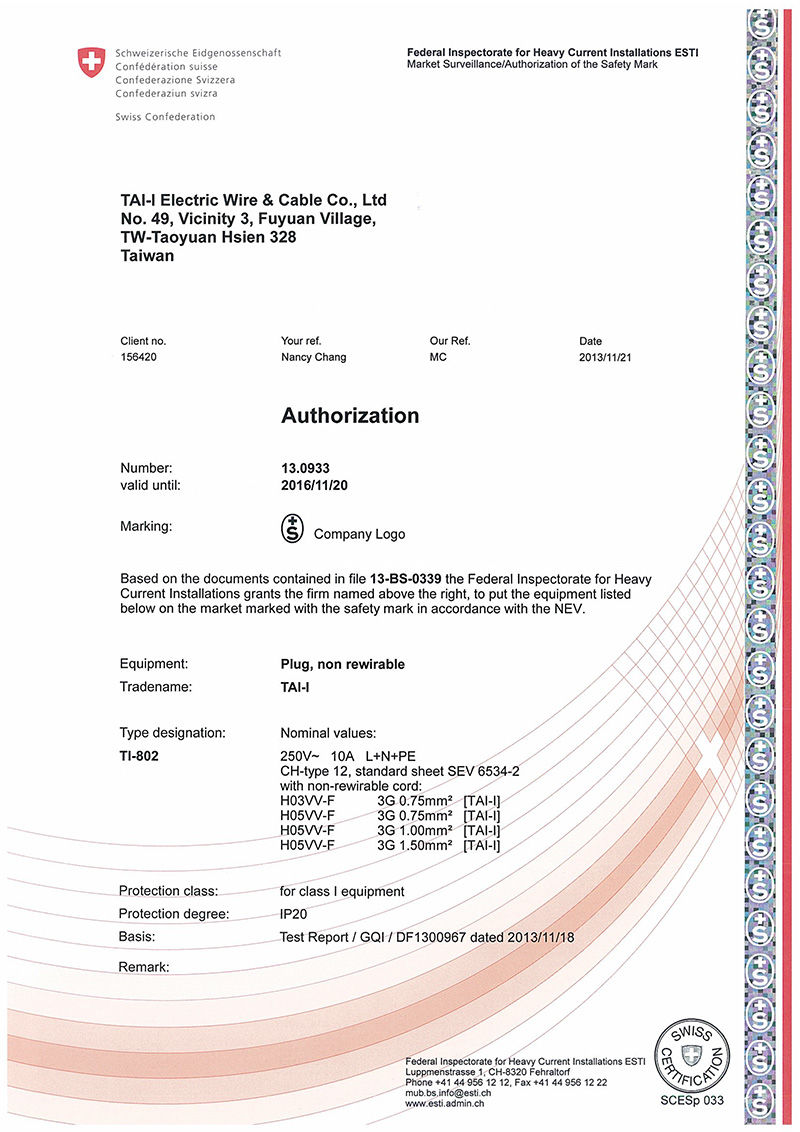 Schweizerische Eidgenossenschaft
Confédération suisse
Confederazione Svizzera
Confederaziun svizra
Swiss Confederation
Federal Inspectorate for Heavy Current Installations ESTI
Market Surveillance/Authorization of the Safety Mark
TAI-I Electric Wire & Cable Co., Ltd
No. 49, Vicinity 3, Fuyuan Village,
TW-Taoyuan Hsien 328
Taiwan
Client no. Your ref. Our Ref. Date
156420 Nancy Chang MC 2013/11/21
Authorization
Number: 13.0933
valid until: 2016/11/20
Marking: +S Company Logo
Based on the documents contained in file 13-BS-0339 the Federal Inspectorate for Heavy
Current Installations grants the firm named above the right, to put the equipment listed
below on the market marked with the safety mark in accordance with the NEV.
Equipment: Plug, non rewirable
Tradename: TAI-I
Type designation: Nominal values:
TI-802 250V~ 10A L+N+PE
CH-type 12, standard sheet SEV 6534-2
with non-rewirable cord:
H03VV-F 3G 0.75mm² [TAI-I]
H05VV-F 3G 0.75mm² [TAI-I]
H05VV-F 3G 1.00mm² [TAI-I]
H05VV-F 3G 1.50mm² [TAI-I]
Protection class: for class I equipment
Protection degree: IP20
Basis: Test Report / GQI / DF1300967 dated 2013/11/18
Remark:
Federal Inspectorate for Heavy Current Installations ESTI
Luppmenstrasse 1, CH-8320 Fehraltorf
Phone +41 44 956 12 12, Fax +41 44 956 12 22
mub.bs.info@esti.ch
www.esti.admin.ch
SWISS CERTIFICATION
SCESp 033